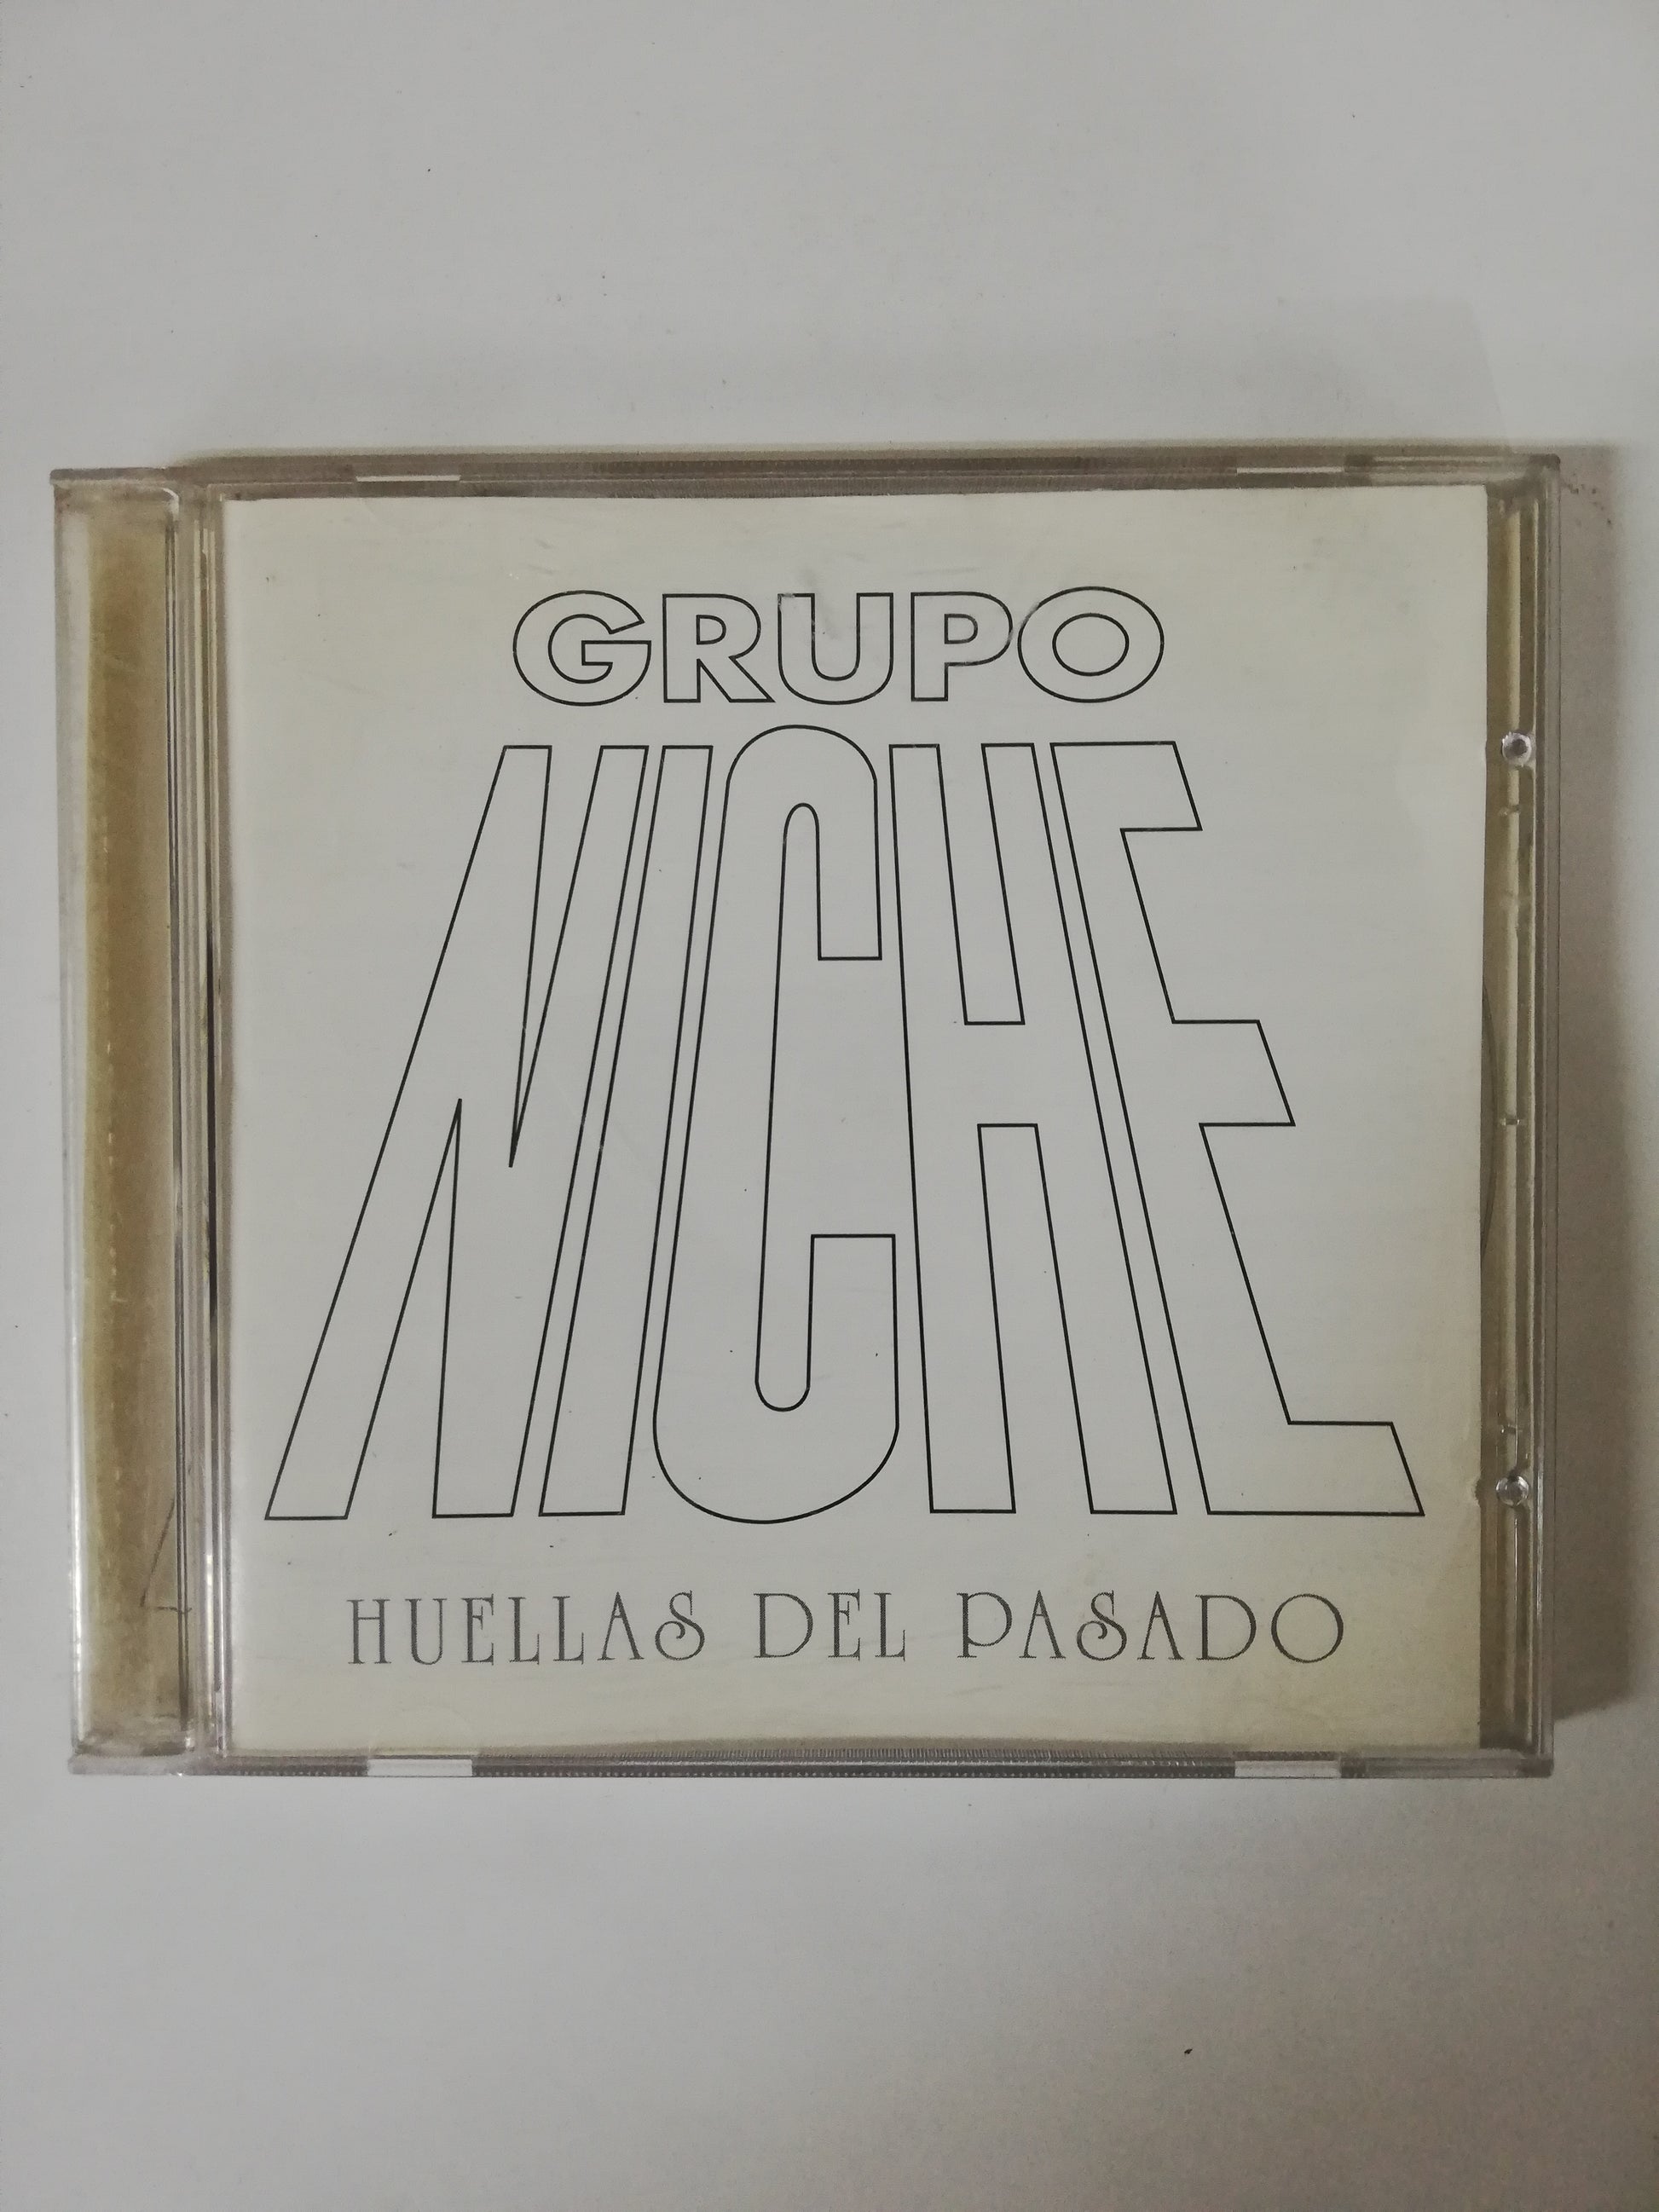 GRUPO
NICHE
HUELLAS DEL PASADO